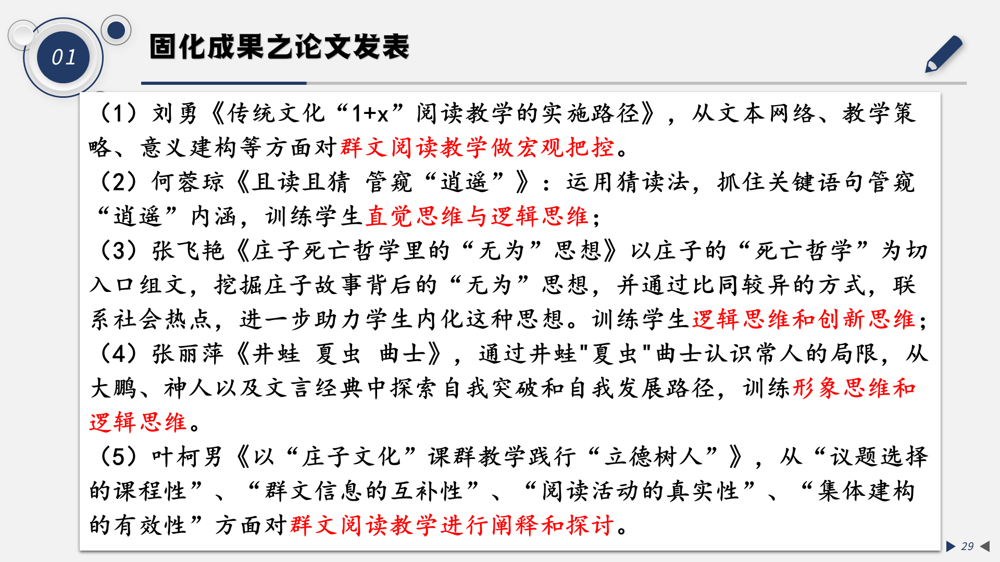 01
固化成果之论文发表
（1）刘勇《传统文化“1+x”阅读教学的实施路径》，从文本网络、教学策
略、意义建构等方面对群文阅读教学做宏观把控。
（2）何蓉琼《且读且猜 管窥“逍遥”》：运用猜读法，抓住关键语句管窥
“逍遥”内涵，训练学生直觉思维与逻辑思维；
（3）张飞艳《庄子死亡哲学里的“无为”思想》以庄子的“死亡哲学”为切
入口组文，挖掘庄子故事背后的“无为”思想，并通过比同较异的方式，联
系社会热点，进一步助力学生内化这种思想。训练学生逻辑思维和创新思维；
（4）张丽萍《井蛙 夏虫 曲士》，通过井蛙"夏虫"曲士认识常人的局限，从
大鹏、神人以及文言经典中探索自我突破和自我发展路径，训练形象思维和
逻辑思维。
（5）叶柯男《以“庄子文化”课群教学践行“立德树人”》，从“议题选择
的课程性”、“群文信息的互补性”、“阅读活动的真实性”、“集体建构
的有效性”方面对群文阅读教学进行阐释和探讨。
29